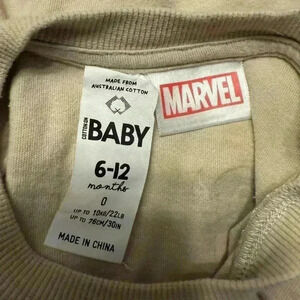 MADE FROM
AUSTRALIAN COTTON
COTTON:ON
BABY
6-12
months
0
UP TO 10KG/22LB
UP TO 76CM/30IN
MADE IN CHINA
MARVEL